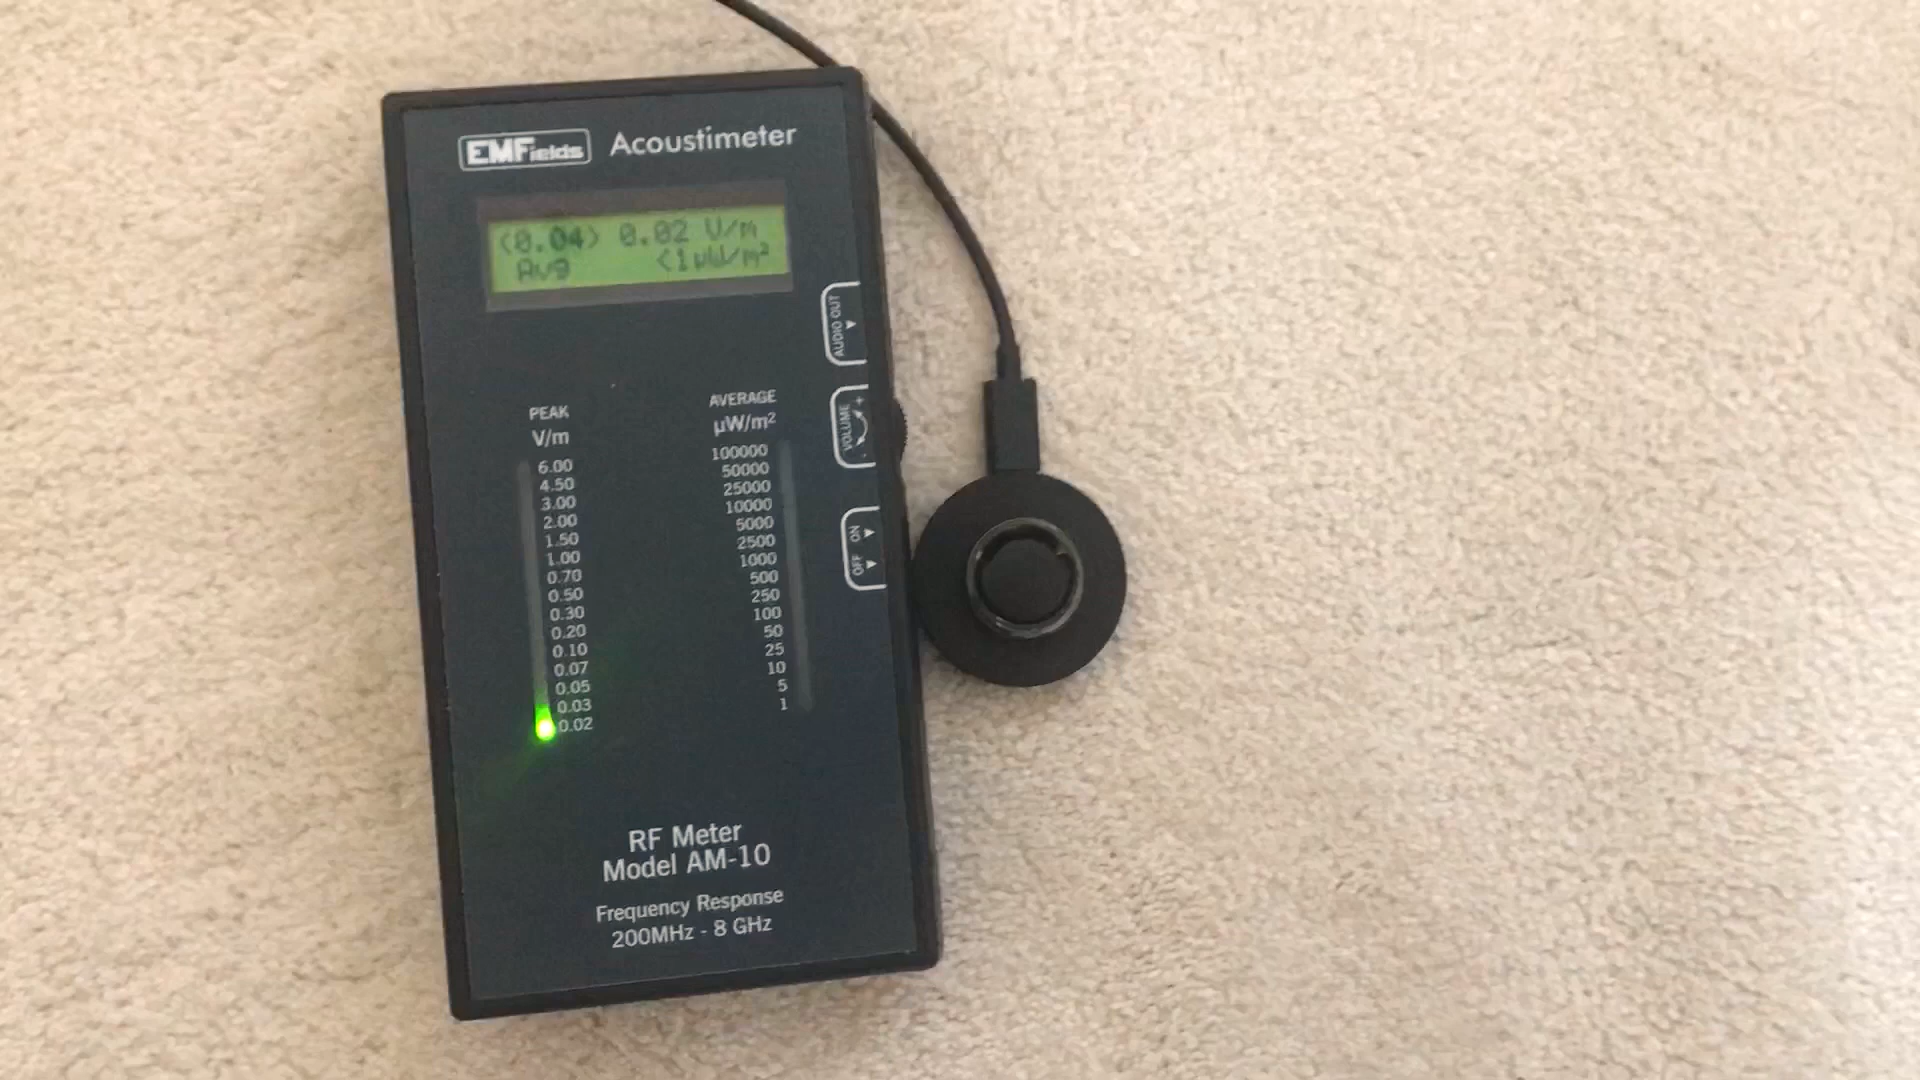 EMFields Acoustimeter
<0.04> 0.02 V/m
Avg <1μW/m²
AUDIO OUT
VOLUME
- +
OFF ON
PEAK
V/m
6.00
4.50
3.00
2.00
1.50
1.00
0.70
0.50
0.30
0.20
0.10
0.07
0.05
0.03
0.02
AVERAGE
μW/m²
100000
50000
25000
10000
5000
2500
1000
500
250
100
50
25
10
5
1
RF Meter
Model AM-10
Frequency Response
200MHz - 8 GHz